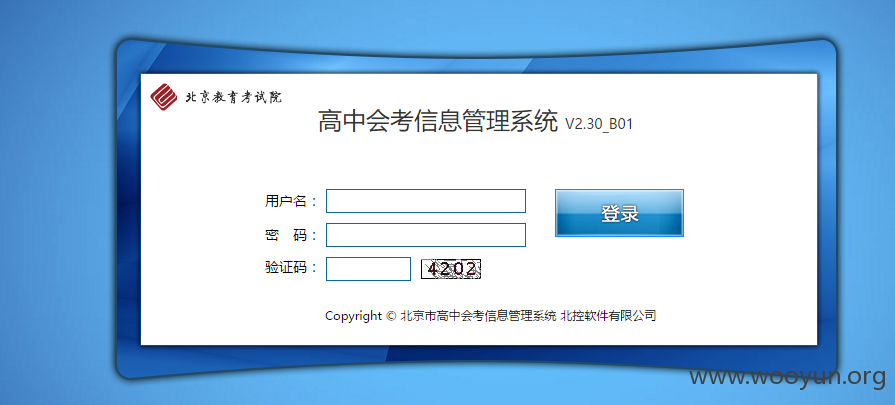 北京教育考试院
高中会考信息管理系统 V2.30_B01
用户名：
登录
密 码：
验证码： 4202
Copyright © 北京市高中会考信息管理系统 北控软件有限公司
www.wooyun.org